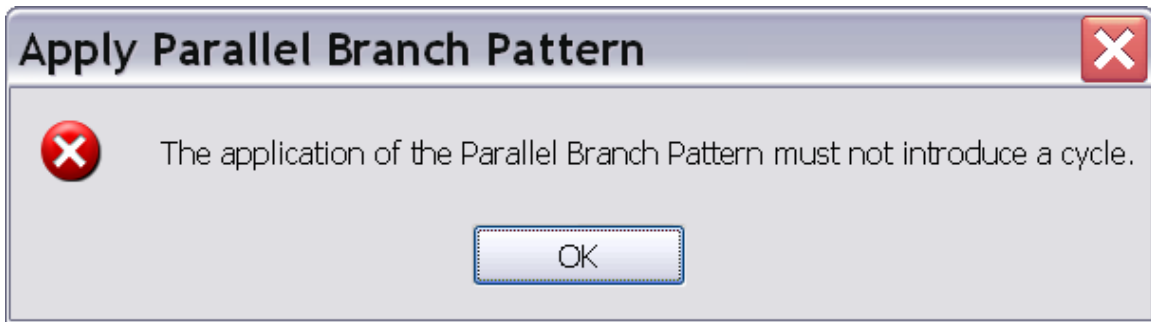 Apply Parallel Branch Pattern
The application of the Parallel Branch Pattern must not introduce a cycle.
OK